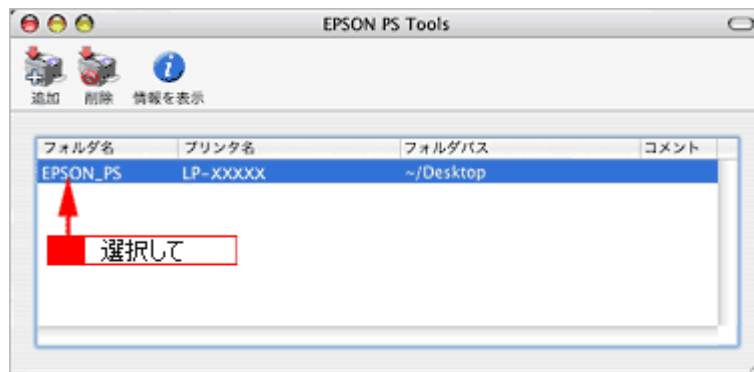 EPSON PS Tools
追加 削除 情報を表示
フォルダ名 プリンタ名 フォルダパス コメント
EPSON_PS LP-XXXXX ~/Desktop
選択して